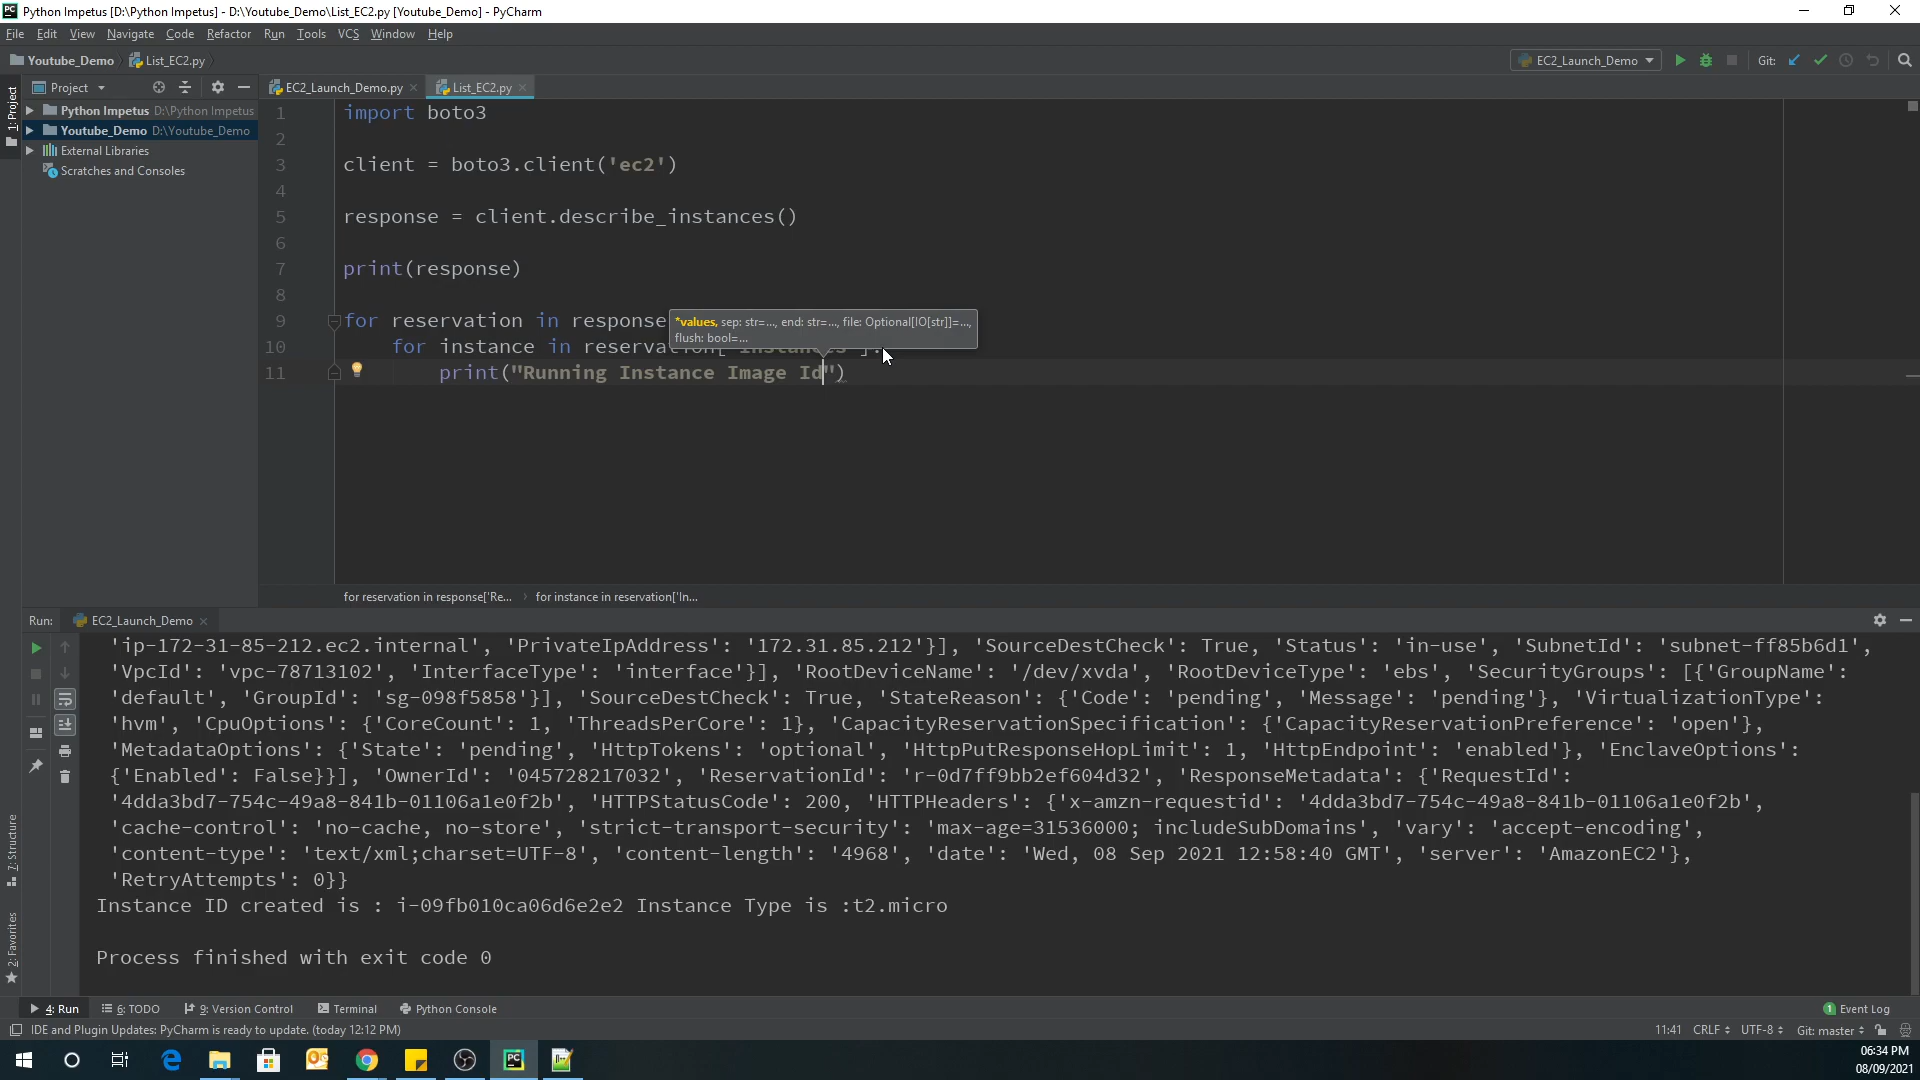 PC Python Impetus [D:\Python Impetus] - D:\Youtube_Demo\List_EC2.py [Youtube_Demo] - PyCharm
File Edit View Navigate Code Refactor Run Tools VCS Window Help
Youtube_Demo List_EC2.py EC2_Launch_Demo Git:
1: Project
Project EC2_Launch_Demo.py List_EC2.py
Python Impetus D:\Python Impetus
Youtube_Demo D:\Youtube_Demo
External Libraries
Scratches and Consoles
1 import boto3
2
3 client = boto3.client('ec2')
4
5 response = client.describe_instances()
6
7 print(response)
8
*values, sep: str=..., end: str=..., file: Optional[IO[str]]=...,
flush: bool=...
9 for reservation in response
10 for instance in reservation['Instances']:
11 print("Running Instance Image Id")
for reservation in response['Re... › for instance in reservation['In...
Run: EC2_Launch_Demo
'ip-172-31-85-212.ec2.internal', 'PrivateIpAddress': '172.31.85.212'}], 'SourceDestCheck': True, 'Status': 'in-use', 'SubnetId': 'subnet-ff85b6d1',
'VpcId': 'vpc-78713102', 'InterfaceType': 'interface'}], 'RootDeviceName': '/dev/xvda', 'RootDeviceType': 'ebs', 'SecurityGroups': [{'GroupName':
'default', 'GroupId': 'sg-098f5858'}], 'SourceDestCheck': True, 'StateReason': {'Code': 'pending', 'Message': 'pending'}, 'VirtualizationType':
'hvm', 'CpuOptions': {'CoreCount': 1, 'ThreadsPerCore': 1}, 'CapacityReservationSpecification': {'CapacityReservationPreference': 'open'},
'MetadataOptions': {'State': 'pending', 'HttpTokens': 'optional', 'HttpPutResponseHopLimit': 1, 'HttpEndpoint': 'enabled'}, 'EnclaveOptions':
{'Enabled': False}}], 'OwnerId': '045728217032', 'ReservationId': 'r-0d7ff9bb2ef604d32', 'ResponseMetadata': {'RequestId':
'4dda3bd7-754c-49a8-841b-01106a1e0f2b', 'HTTPStatusCode': 200, 'HTTPHeaders': {'x-amzn-requestid': '4dda3bd7-754c-49a8-841b-01106a1e0f2b',
'cache-control': 'no-cache, no-store', 'strict-transport-security': 'max-age=31536000; includeSubDomains', 'vary': 'accept-encoding',
'content-type': 'text/xml;charset=UTF-8', 'content-length': '4968', 'date': 'Wed, 08 Sep 2021 12:58:40 GMT', 'server': 'AmazonEC2'},
'RetryAttempts': 0}}
Instance ID created is : i-09fb010ca06d6e2e2 Instance Type is :t2.micro
Process finished with exit code 0
7: Structure
2: Favorites
4: Run 6: TODO 9: Version Control Terminal Python Console 1 Event Log
IDE and Plugin Updates: PyCharm is ready to update. (today 12:12 PM) 11:41 CRLF UTF-8 Git: master
PC
06:34 PM
08/09/2021